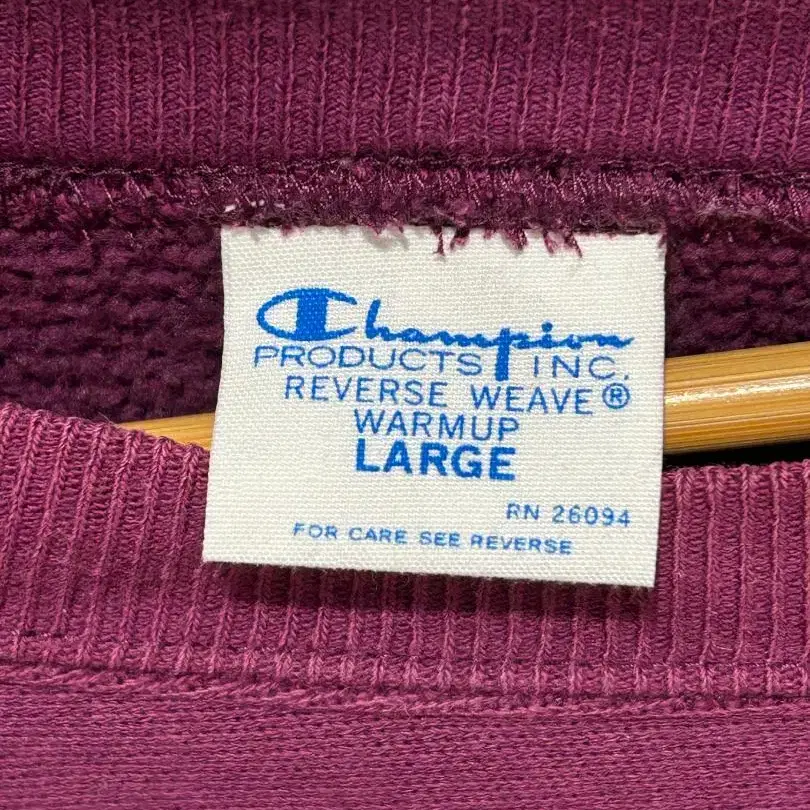 Champion
PRODUCTS INC.
REVERSE WEAVE®
WARMUP
LARGE
RN 26094
FOR CARE SEE REVERSE